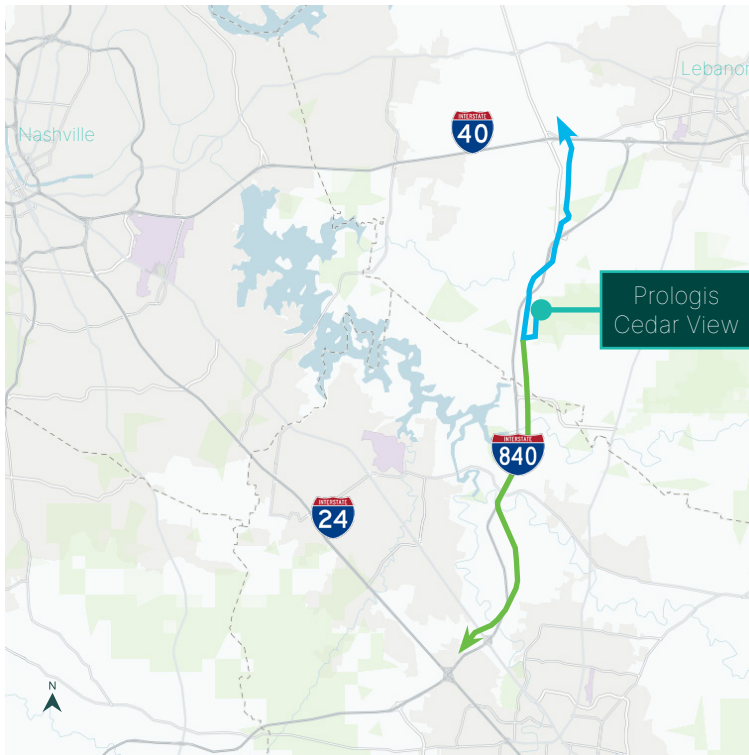 Lebanon
INTERSTATE
40
Nashville
Prologis
Cedar View
INTERSTATE
840
INTERSTATE
24
N